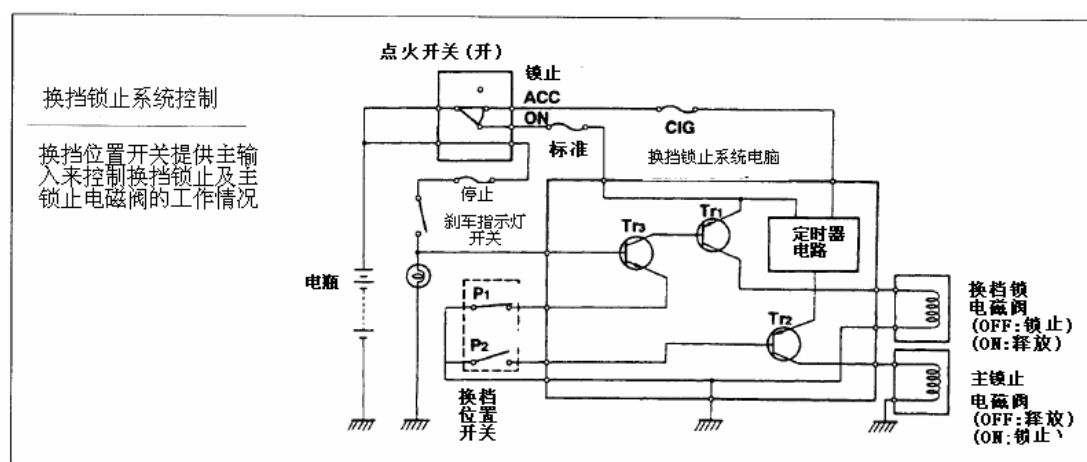 点火开关(开)
锁止
ACC
ON
CIG
标准
换挡锁止系统控制
换挡位置开关提供主输
入来控制换挡锁止及主
锁止电磁阀的工作情况
换挡锁止系统电脑
停止
刹车指示灯
开关
Tr3
Tr1
定时器
电路
电瓶
P1
P2
Tr2
换档
位置
开关
换档锁
电磁阀
(OFF:锁止)
(ON:释放)
主锁止
电磁阀
(OFF:释放)
(ON:锁止)